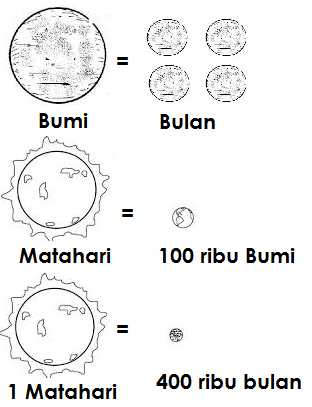 =
Bumi Bulan
=
Matahari 100 ribu Bumi
=
1 Matahari 400 ribu bulan